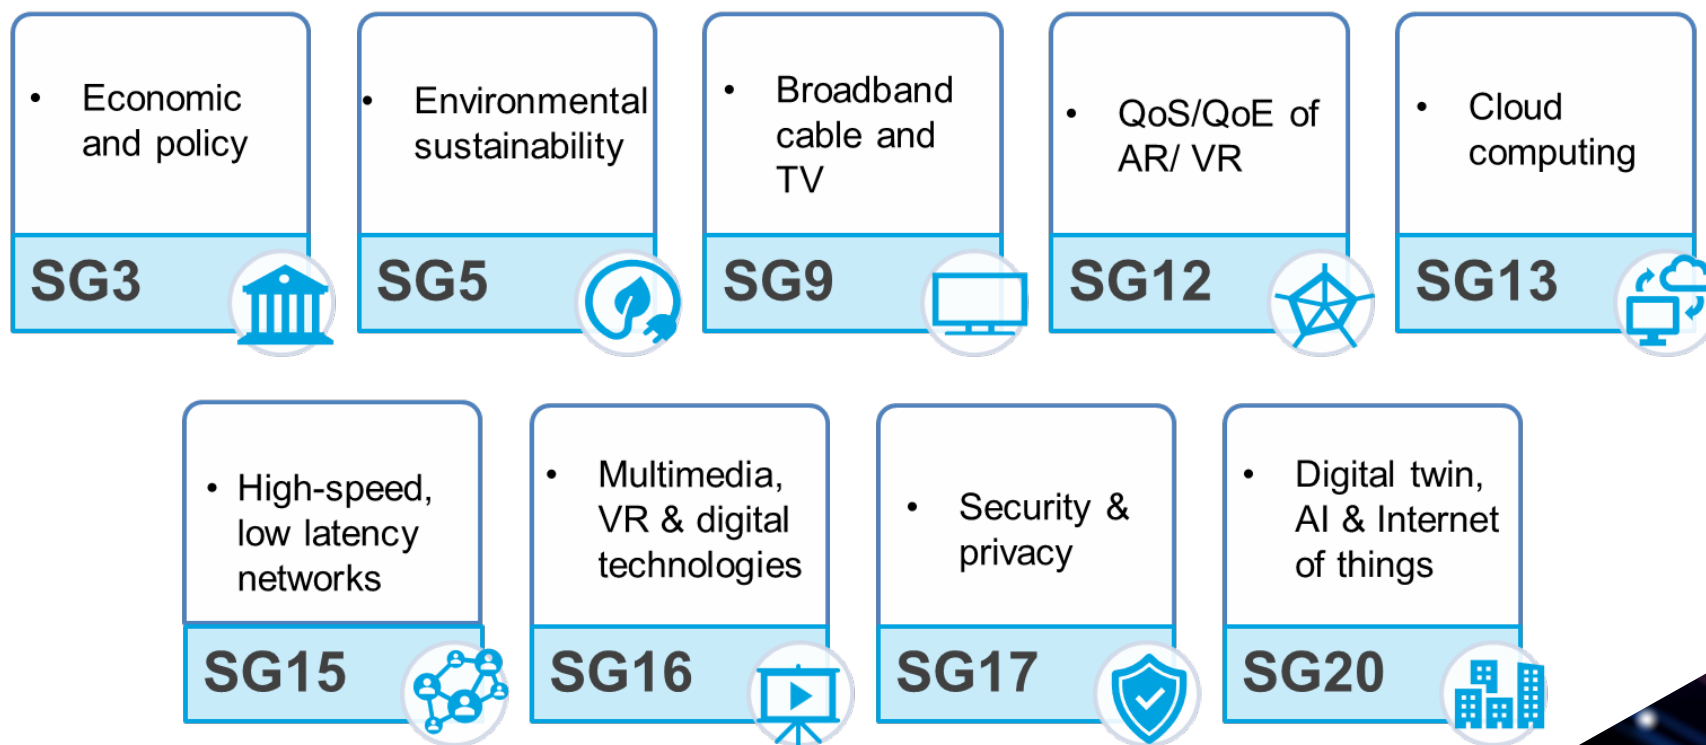 • Economic
and policy
SG3
• Environmental
sustainability
SG5
• Broadband
cable and
TV
SG9
• QoS/QoE of
AR/ VR
SG12
• Cloud
computing
SG13
• High-speed,
low latency
networks
SG15
• Multimedia,
VR & digital
technologies
SG16
• Security &
privacy
SG17
• Digital twin,
AI & Internet
of things
SG20